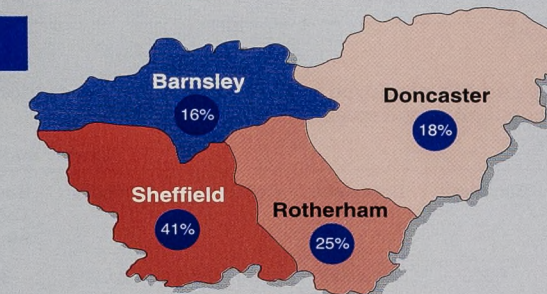 Barnsley
16%
Doncaster
18%
Sheffield
41%
Rotherham
25%